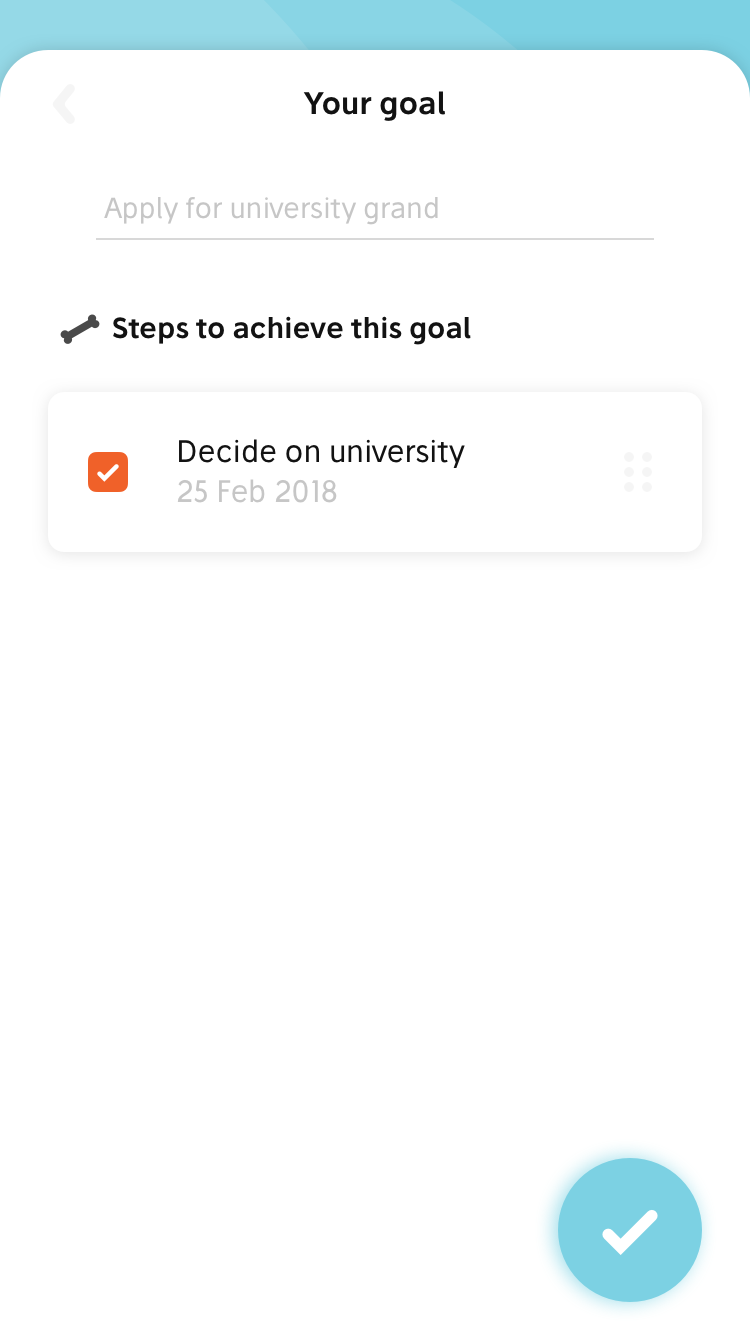 Your goal
Apply for university grand
Steps to achieve this goal
Decide on university
25 Feb 2018